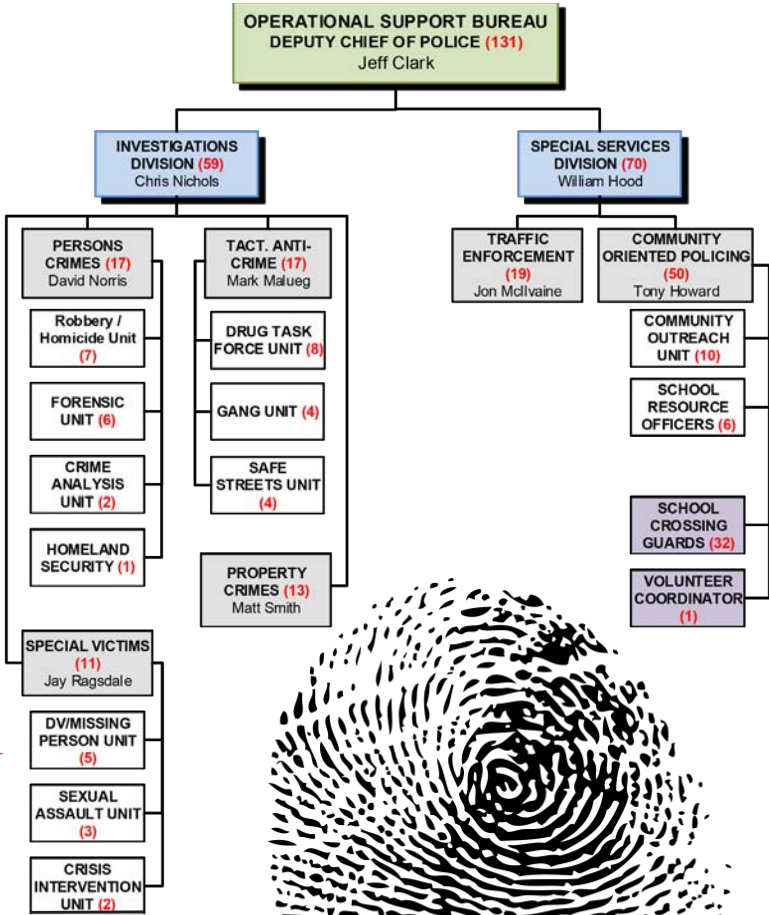 OPERATIONAL SUPPORT BUREAU
DEPUTY CHIEF OF POLICE (131)
Jeff Clark
INVESTIGATIONS
DIVISION (59)
Chris Nichols
SPECIAL SERVICES
DIVISION (70)
William Hood
PERSONS
CRIMES (17)
David Norris
Robbery /
Homicide Unit
(7)
FORENSIC
UNIT (6)
CRIME
ANALYSIS
UNIT (2)
HOMELAND
SECURITY (1)
TACT. ANTI-
CRIME (17)
Mark Malueg
DRUG TASK
FORCE UNIT (8)
GANG UNIT (4)
SAFE
STREETS UNIT
(4)
PROPERTY
CRIMES (13)
Matt Smith
SPECIAL VICTIMS
(11)
Jay Ragsdale
DV/MISSING
PERSON UNIT
(5)
SEXUAL
ASSAULT UNIT
(3)
CRISIS
INTERVENTION
UNIT (2)
TRAFFIC
ENFORCEMENT
(19)
Jon McIlvaine
COMMUNITY
ORIENTED POLICING
(50)
Tony Howard
COMMUNITY
OUTREACH
UNIT (10)
SCHOOL
RESOURCE
OFFICERS (6)
SCHOOL
CROSSING
GUARDS (32)
VOLUNTEER
COORDINATOR
(1)